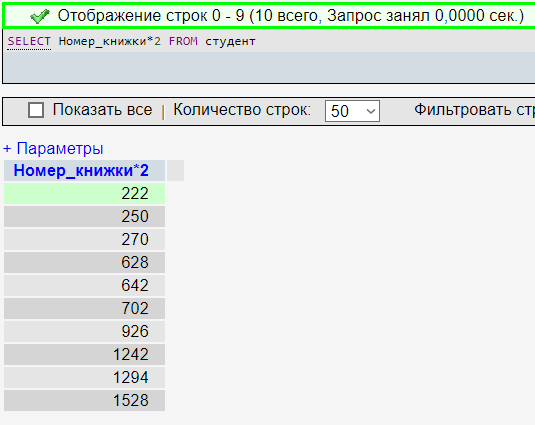 Отображение строк 0 - 9 (10 всего, Запрос занял 0,0000 сек.)
SELECT Номер_книжки*2 FROM студент
Показать все | Количество строк: 50 Фильтровать стр
+ Параметры
Номер_книжки*2
222
250
270
628
642
702
926
1242
1294
1528